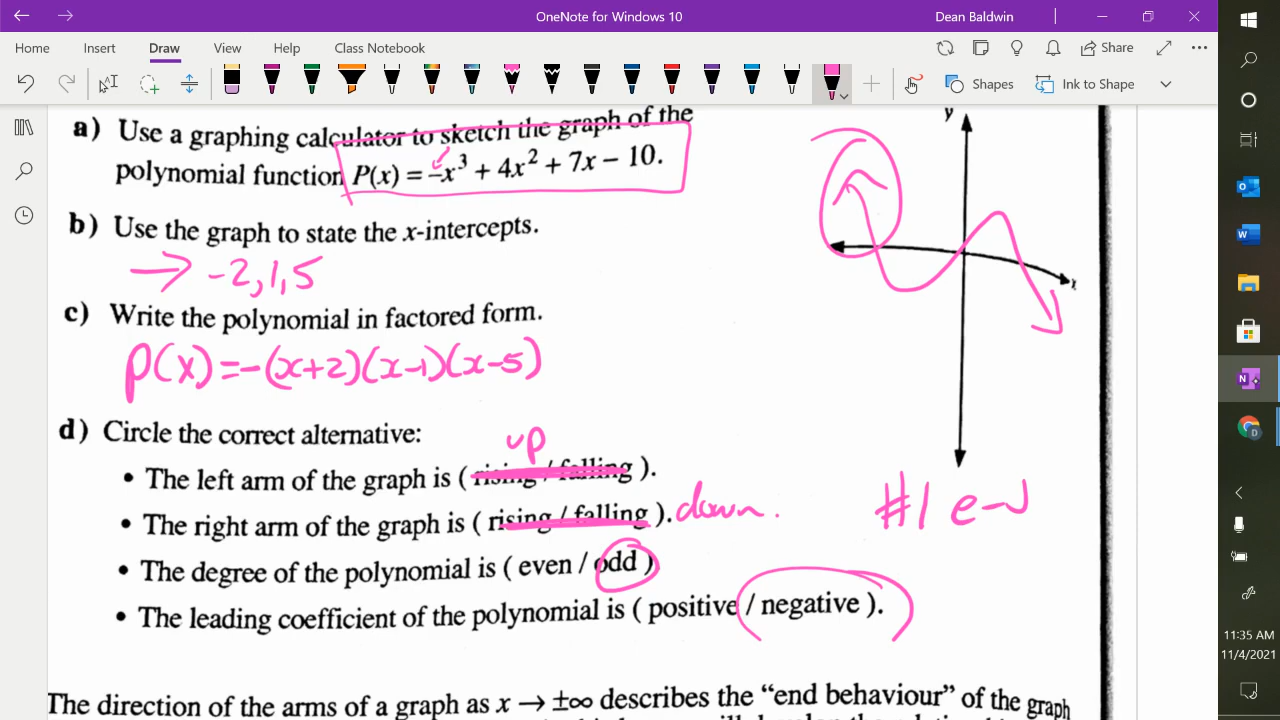 OneNote for Windows 10
Dean Baldwin
Home Insert Draw View Help Class Notebook
Share
Shapes
Ink to Shape
a) Use a graphing calculator to sketch the graph of the
polynomial function P(x) = -x³ + 4x² + 7x - 10.
b) Use the graph to state the x-intercepts.
→ -2, 1, 5
c) Write the polynomial in factored form.
P(x) = -(x+2)(x-1)(x-5)
d) Circle the correct alternative:
up
• The left arm of the graph is ( rising / falling ).
• The right arm of the graph is ( rising / falling ). down.
• The degree of the polynomial is ( even / odd )
• The leading coefficient of the polynomial is ( positive / negative ).
y
x
#1
The direction of the arms of a graph as x → ±∞ describes the “end behaviour” of the graph
11:35 AM
11/4/2021